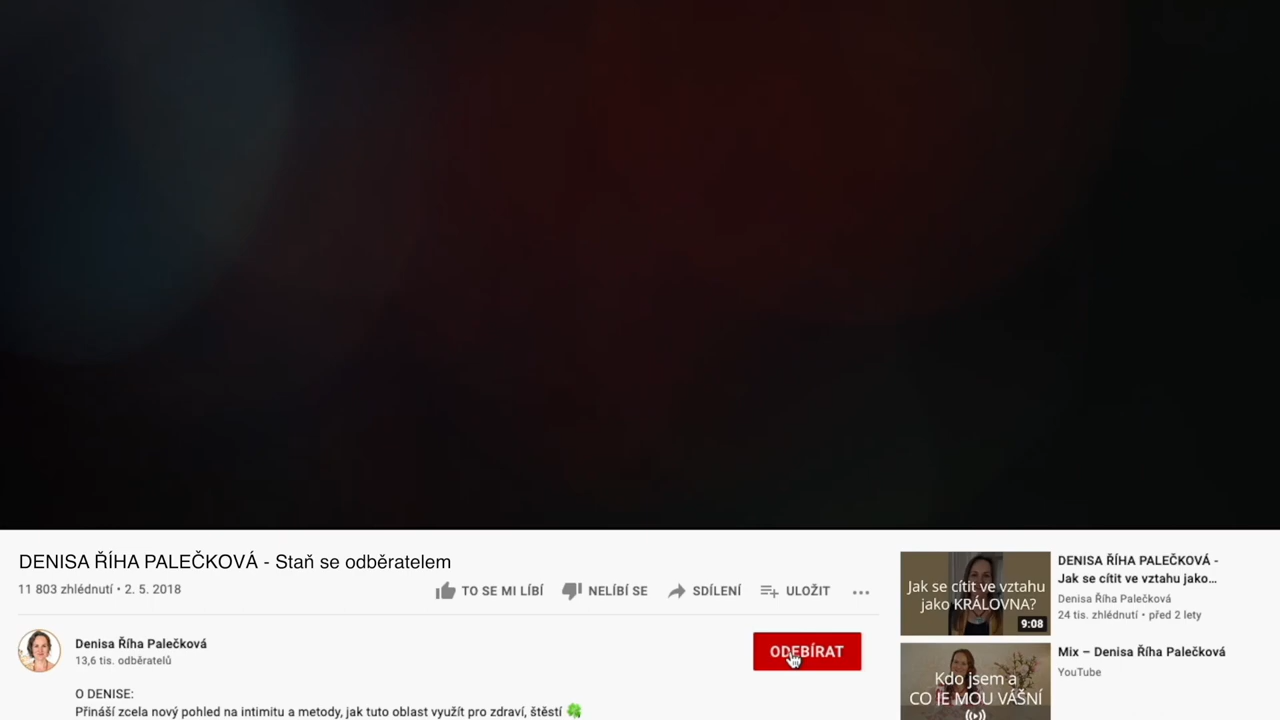 DENISA ŘÍHA PALEČKOVÁ - Staň se odběratelem
11 803 zhlédnutí • 2. 5. 2018
TO SE MI LÍBÍ
NELÍBÍ SE
SDÍLENÍ
ULOŽIT
Denisa Říha Palečková
13,6 tis. odběratelů
ODEBÍRAT
O DENISE:
Přináší zcela nový pohled na intimitu a metody, jak tuto oblast využít pro zdraví, štěstí 🍀
Jak se cítit ve vztahu
jako KRÁLOVNA?
9:08
DENISA ŘÍHA PALEČKOVÁ -
Jak se cítit ve vztahu jako...
Denisa Říha Palečková
24 tis. zhlédnutí • před 2 lety
Kdo jsem a
CO JE MOU VÁŠNÍ
Mix – Denisa Říha Palečková
YouTube